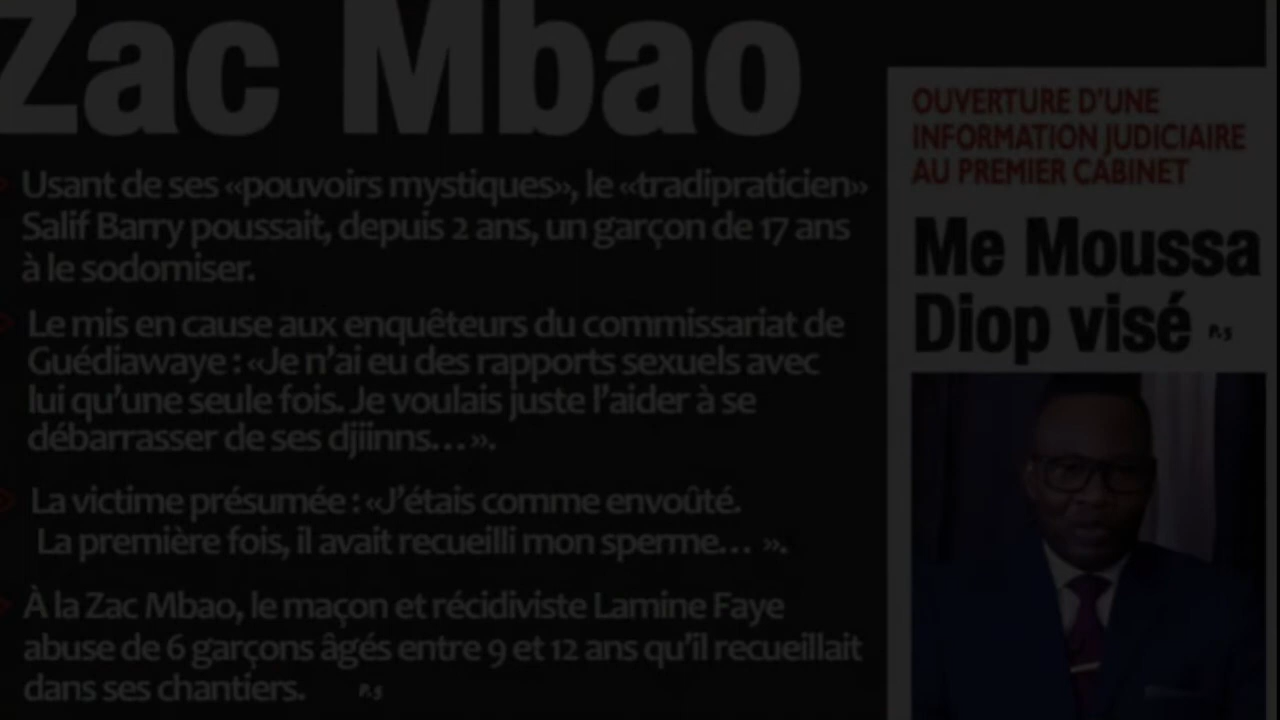 Zac Mbao
Usant de ses «pouvoirs mystiques», le «tradipraticien»
Salif Barry poussait, depuis 2 ans, un garçon de 17 ans
à le sodomiser.
Le mis en cause aux enquêteurs du commissariat de
Guédiawaye : «Je n'ai eu des rapports sexuels avec
lui qu'une seule fois. Je voulais juste l'aider à se
débarrasser de ses djiinns... ».
La victime présumée : «J'étais comme envoûté.
La première fois, il avait recueilli mon sperme... ».
À la Zac Mbao, le maçon et récidiviste Lamine Faye
abuse de 6 garçons âgés entre 9 et 12 ans qu'il recueillait
dans ses chantiers. P.5
OUVERTURE D'UNE
INFORMATION JUDICIAIRE
AU PREMIER CABINET
Me Moussa
Diop visé P.5